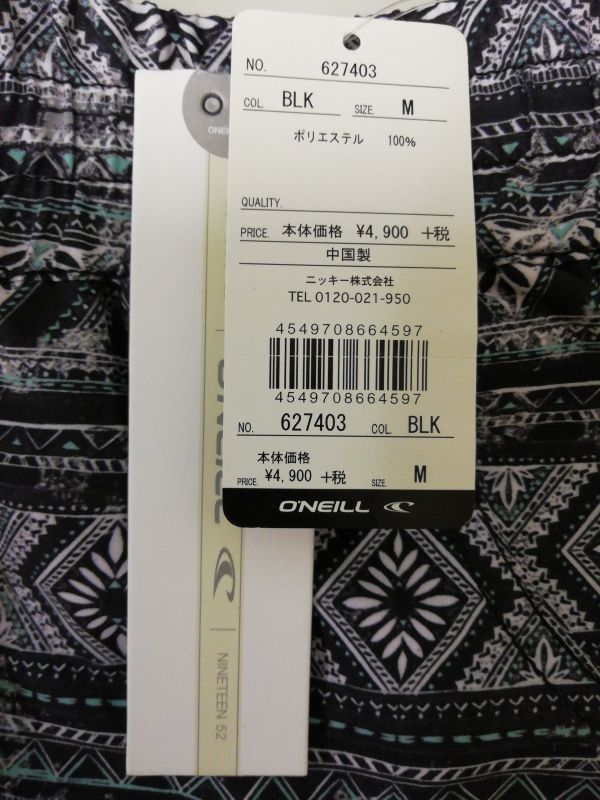 NO. 627403
COL. BLK SIZE. M
ポリエステル 100%
QUALITY.
PRICE. 本体価格 ¥4,900 +税
中国製
ニッキー株式会社
TEL 0120-021-950
4549708664597
4549708664597
NO. 627403 COL. BLK
本体価格
PRICE. ¥4,900 +税 SIZE. M
O'NEILL
O'NEILL
NINETEEN 52